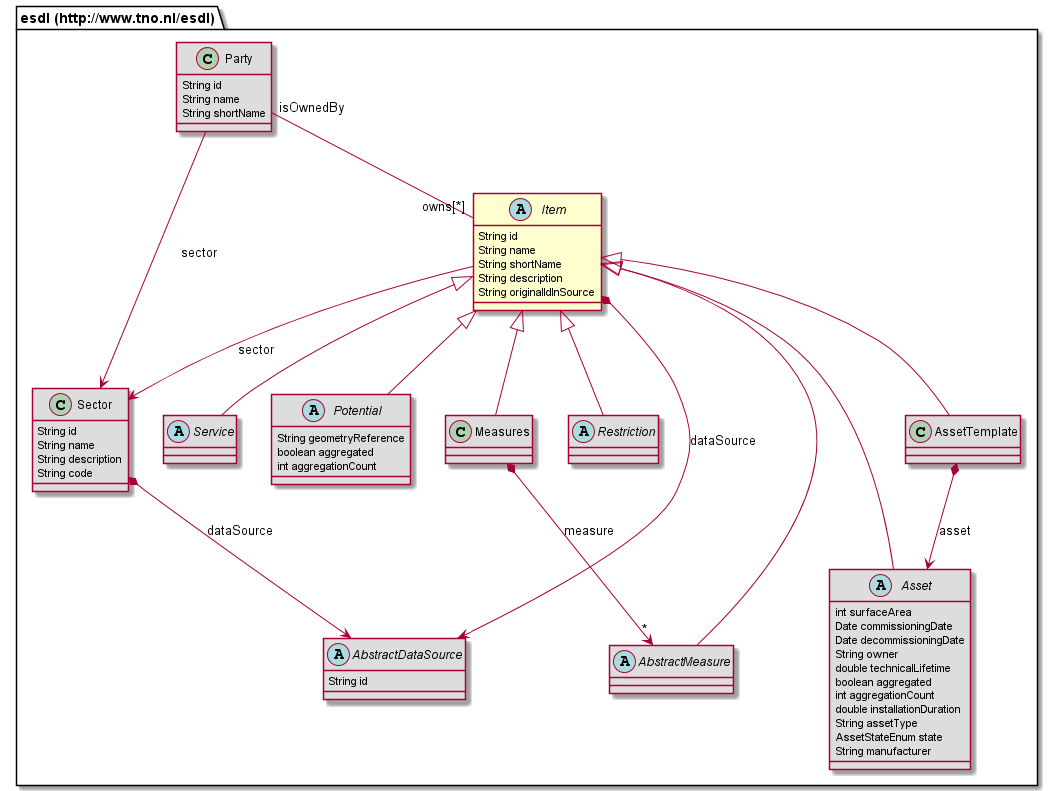 esdl (http://www.tno.nl/esdl)
C Party
String id
String name
String shortName
isOwnedBy
owns[*]
A Item
String id
String name
String shortName
String description
String originalIdInSource
sector
sector
C Sector
String id
String name
String description
String code
A Service
A Potential
String geometryReference
boolean aggregated
int aggregationCount
C Measures
A Restriction
dataSource
C AssetTemplate
dataSource
measure
asset
*
A AbstractDataSource
String id
A AbstractMeasure
A Asset
int surfaceArea
Date commissioningDate
Date decommissioningDate
String owner
double technicalLifetime
boolean aggregated
int aggregationCount
double installationDuration
String assetType
AssetStateEnum state
String manufacturer